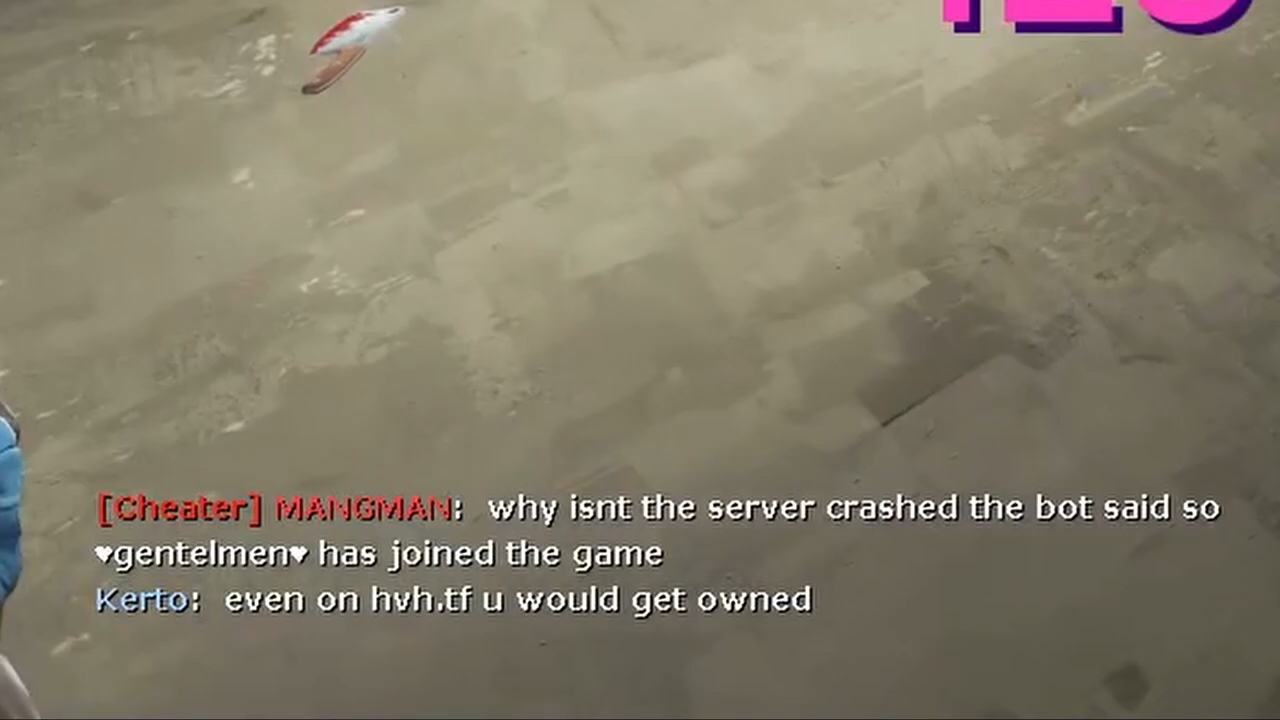 [Cheater] MANGMAN:  why isnt the server crashed the bot said so
♥gentelmen♥ has joined the game
Kerto:  even on hvh.tf u would get owned